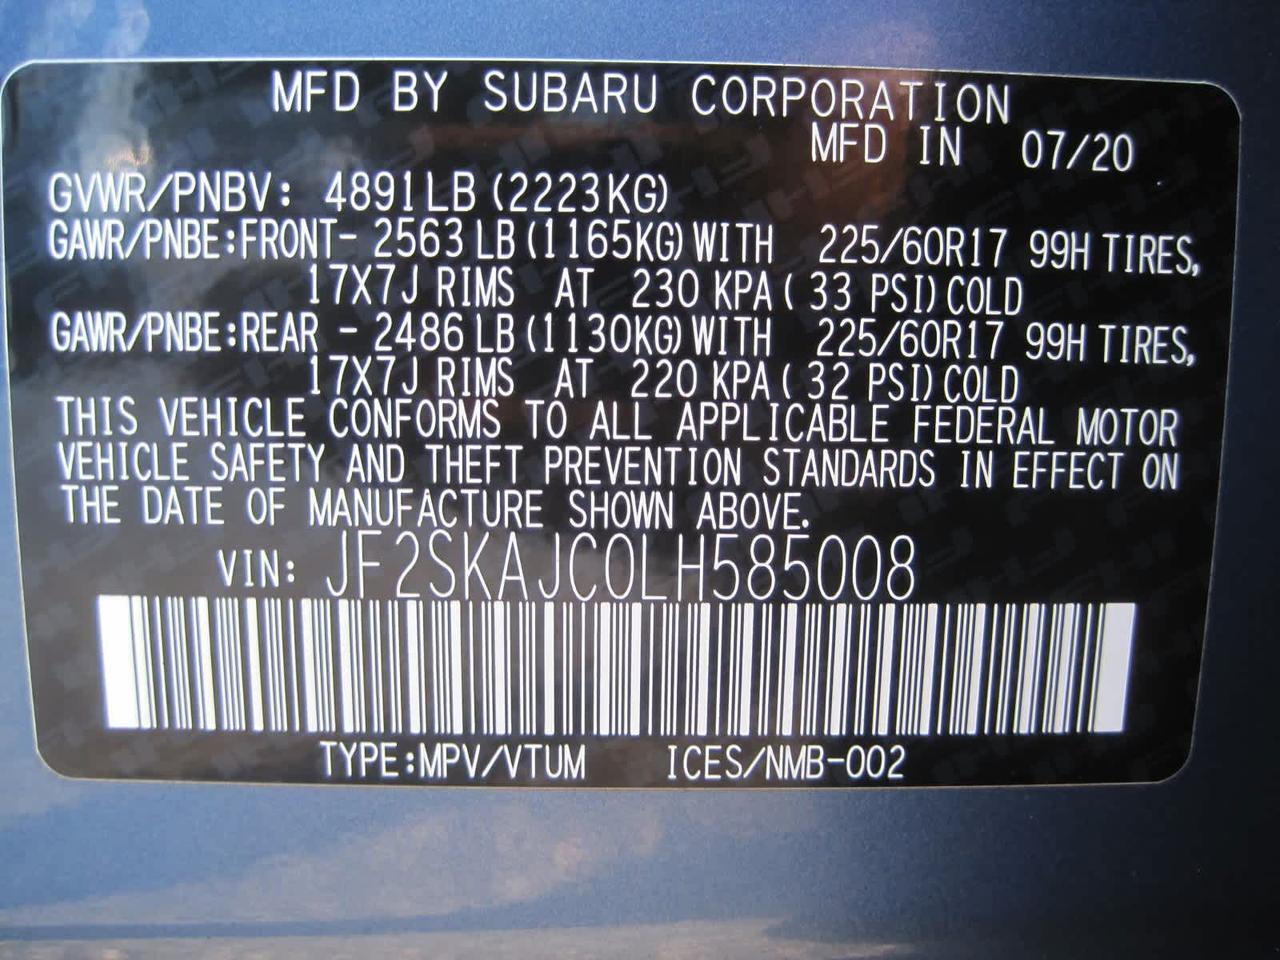 MFD BY SUBARU CORPORATION
MFD IN 07/20
GVWR/PNBV: 4891LB (2223KG)
GAWR/PNBE:FRONT- 2563LB (1165KG) WITH 225/60R17 99H TIRES,
17X7J RIMS AT 230 KPA ( 33 PSI) COLD
GAWR/PNBE:REAR - 2486LB (1130KG) WITH 225/60R17 99H TIRES,
17X7J RIMS AT 220 KPA ( 32 PSI) COLD
THIS VEHICLE CONFORMS TO ALL APPLICABLE FEDERAL MOTOR
VEHICLE SAFETY AND THEFT PREVENTION STANDARDS IN EFFECT ON
THE DATE OF MANUFACTURE SHOWN ABOVE.
VIN: JF2SKAJC0LH585008
TYPE:MPV/VTUM ICES/NMB-002